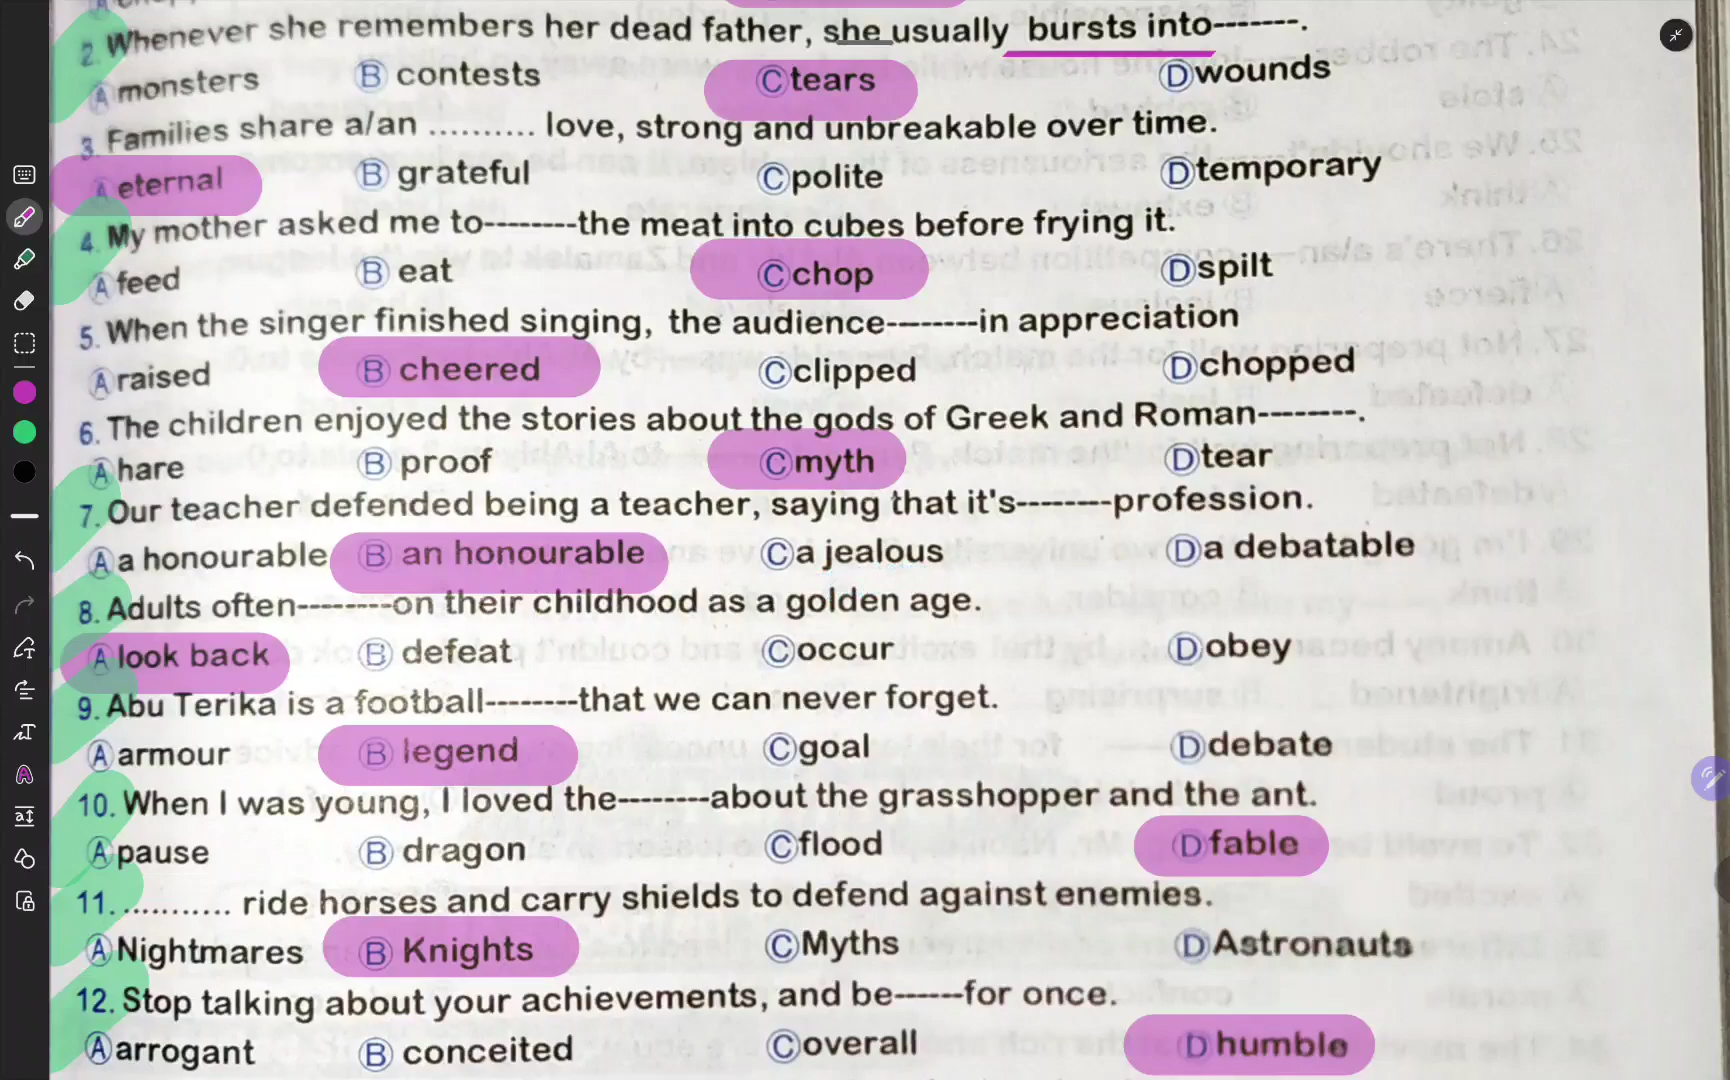 2. Whenever she remembers her dead father, she usually bursts into-------.
A monsters B contests C tears D wounds
3. Families share a/an .......... love, strong and unbreakable over time.
A eternal B grateful C polite D temporary
4. My mother asked me to--------the meat into cubes before frying it.
A feed B eat C chop D spilt
5. When the singer finished singing, the audience--------in appreciation
A raised B cheered C clipped D chopped
6. The children enjoyed the stories about the gods of Greek and Roman--------.
A hare B proof C myth D tear
7. Our teacher defended being a teacher, saying that it's--------profession.
A a honourable B an honourable C a jealous D a debatable
8. Adults often--------on their childhood as a golden age.
A look back B defeat C occur D obey
9. Abu Terika is a football--------that we can never forget.
A armour B legend C goal D debate
10. When I was young, I loved the--------about the grasshopper and the ant.
A pause B dragon C flood D fable
11. ........... ride horses and carry shields to defend against enemies.
A Nightmares B Knights C Myths D Astronauts
12. Stop talking about your achievements, and be------for once.
A arrogant B conceited C overall D humble